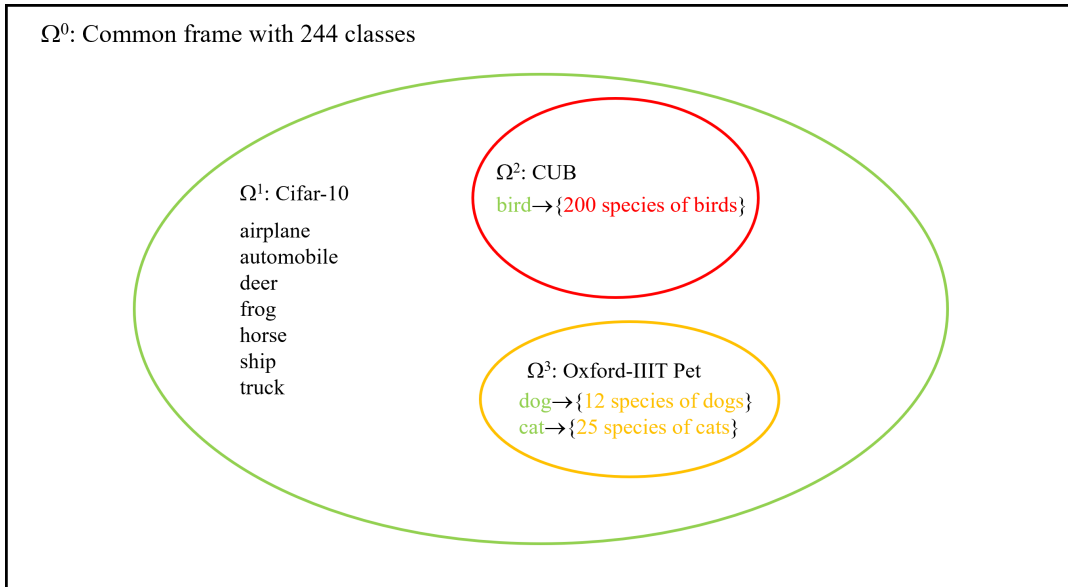 Ω⁰: Common frame with 244 classes
Ω¹: Cifar-10
airplane
automobile
deer
frog
horse
ship
truck
Ω²: CUB
bird→{200 species of birds}
Ω³: Oxford-IIIT Pet
dog→{12 species of dogs}
cat→{25 species of cats}